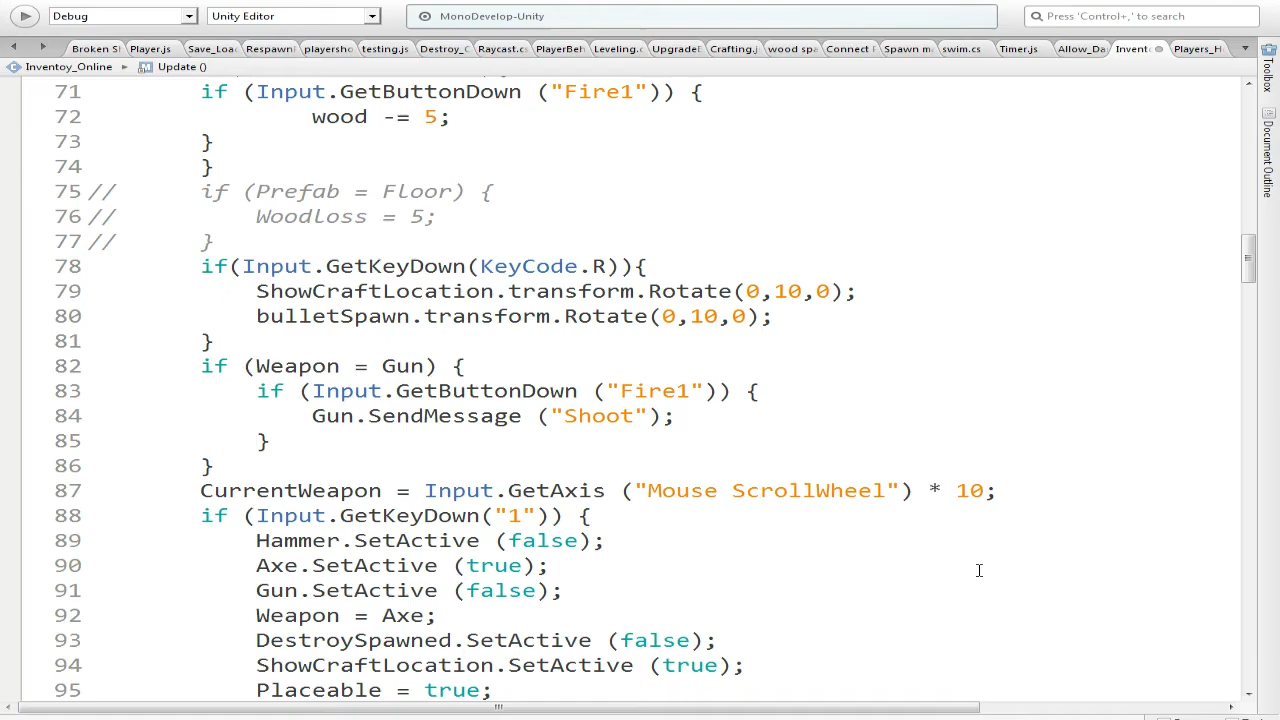 Debug
Unity Editor
MonoDevelop-Unity
Press 'Control+,' to search
Broken S
Player.js
Save_Loa
Respawn
playersho
testing.js
Destroy_C
Raycast.cs
PlayerBeh
Leveling.c
UpgradeE
Crafting.j
wood spa
Connect F
Spawn m
swim.cs
Timer.js
Allow_Da
Invent
Players_H
Inventoy_Online
Update ()
Toolbox
Document Outline
71 if (Input.GetButtonDown ("Fire1")) {
72 wood -= 5;
73 }
74 }
75 // if (Prefab = Floor) {
76 // Woodloss = 5;
77 // }
78 if(Input.GetKeyDown(KeyCode.R)){
79 ShowCraftLocation.transform.Rotate(0,10,0);
80 bulletSpawn.transform.Rotate(0,10,0);
81 }
82 if (Weapon = Gun) {
83 if (Input.GetButtonDown ("Fire1")) {
84 Gun.SendMessage ("Shoot");
85 }
86 }
87 CurrentWeapon = Input.GetAxis ("Mouse ScrollWheel") * 10;
88 if (Input.GetKeyDown("1")) {
89 Hammer.SetActive (false);
90 Axe.SetActive (true);
91 Gun.SetActive (false);
92 Weapon = Axe;
93 DestroySpawned.SetActive (false);
94 ShowCraftLocation.SetActive (true);
95 Placeable = true;